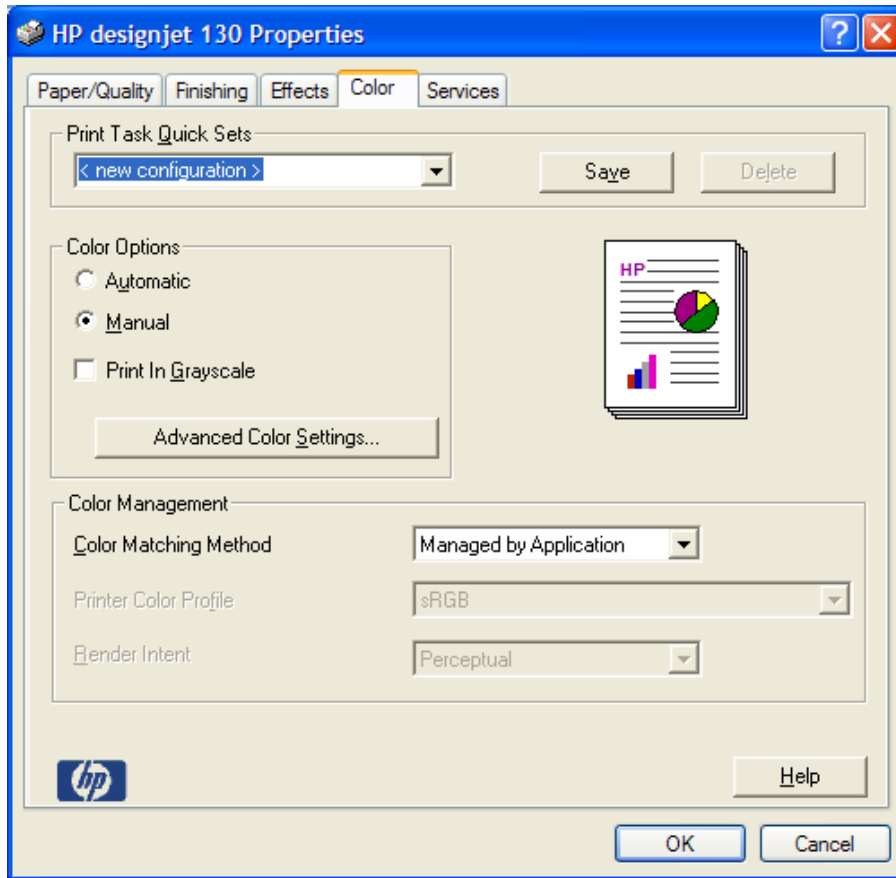 HP designjet 130 Properties
Paper/Quality Finishing Effects Color Services
Print Task Quick Sets
< new configuration > Save Delete
Color Options
Automatic
Manual
Print In Grayscale
Advanced Color Settings...
HP
Color Management
Color Matching Method Managed by Application
Printer Color Profile sRGB
Render Intent Perceptual
hp
Help
OK Cancel